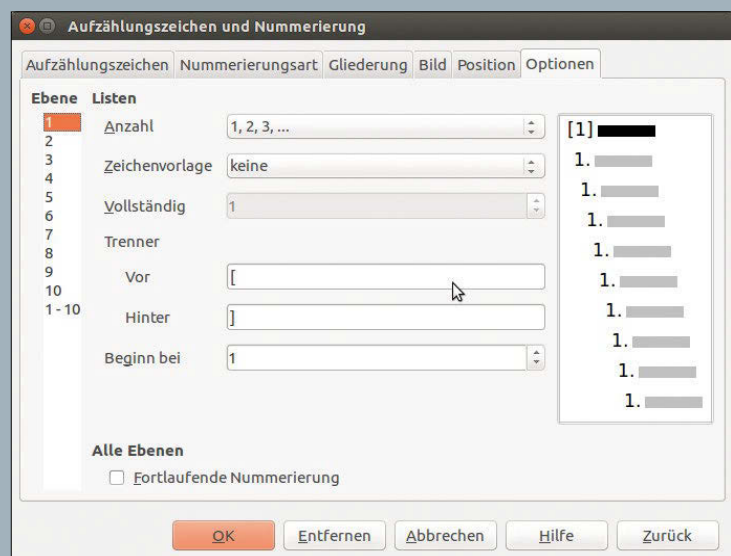 Aufzählungszeichen und Nummerierung
Aufzählungszeichen Nummerierungsart Gliederung Bild Position Optionen
Ebene Listen
1
2
3
4
5
6
7
8
9
10
1 - 10
Anzahl 1, 2, 3, ...
Zeichenvorlage keine
Vollständig 1
Trenner
Vor [
Hinter ]
Beginn bei 1
[1]
1.
1.
1.
1.
1.
1.
1.
1.
1.
Alle Ebenen
Fortlaufende Nummerierung
OK Entfernen Abbrechen Hilfe Zurück